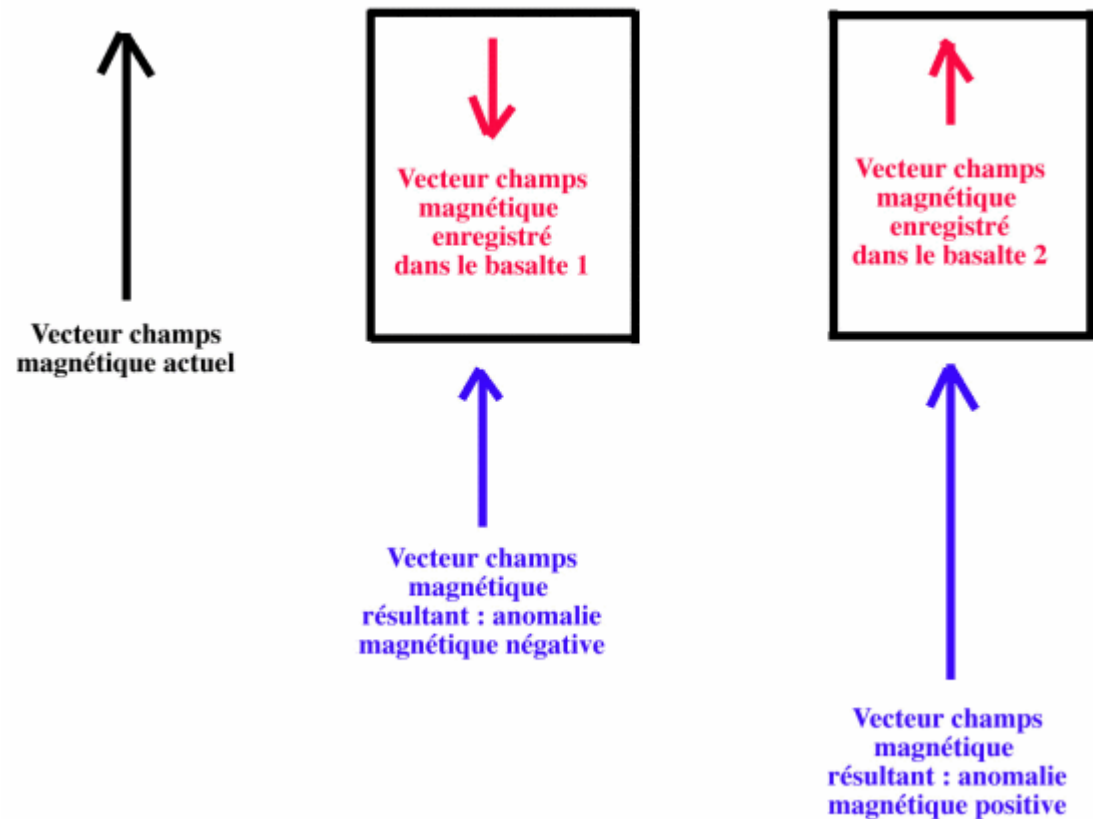 Vecteur champs
magnétique actuel
Vecteur champs
magnétique
enregistré
dans le basalte 1
Vecteur champs
magnétique
résultant : anomalie
magnétique négative
Vecteur champs
magnétique
enregistré
dans le basalte 2
Vecteur champs
magnétique
résultant : anomalie
magnétique positive